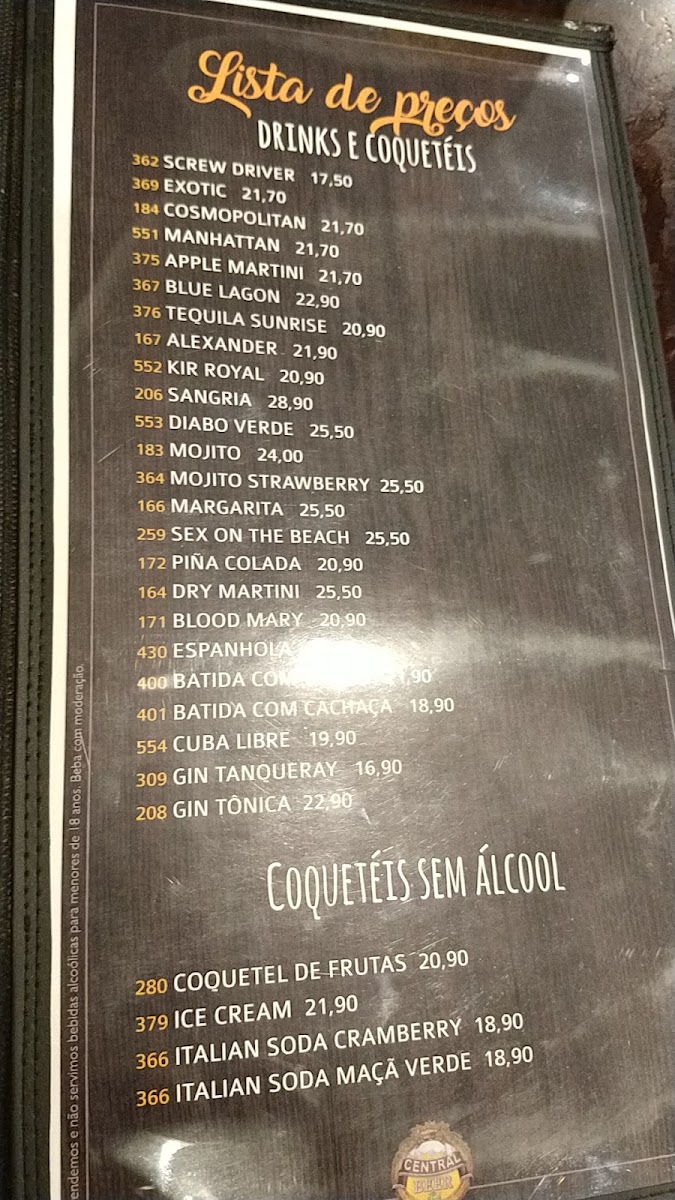 Lista de preços
DRINKS E COQUETÉIS
362 SCREW DRIVER 17,50
369 EXOTIC 21,70
184 COSMOPOLITAN 21,70
551 MANHATTAN 21,70
375 APPLE MARTINI 21,70
367 BLUE LAGON 22,90
376 TEQUILA SUNRISE 20,90
167 ALEXANDER 21,90
552 KIR ROYAL 20,90
206 SANGRIA 28,90
553 DIABO VERDE 25,50
183 MOJITO 24,00
364 MOJITO STRAWBERRY 25,50
166 MARGARITA 25,50
259 SEX ON THE BEACH 25,50
172 PIÑA COLADA 20,90
164 DRY MARTINI 25,50
171 BLOOD MARY 20,90
430 ESPANHOLA
400 BATIDA COM
401 BATIDA COM CACHAÇA 18,90
554 CUBA LIBRE 19,90
309 GIN TANQUERAY 16,90
208 GIN TÔNICA 22,90
COQUETÉIS SEM ÁLCOOL
280 COQUETEL DE FRUTAS 20,90
379 ICE CREAM 21,90
366 ITALIAN SODA CRAMBERRY 18,90
366 ITALIAN SODA MAÇÃ VERDE 18,90
CENTRAL
endemos e não servimos bebidas alcoólicas para menores de 18 anos. Beba com moderação.